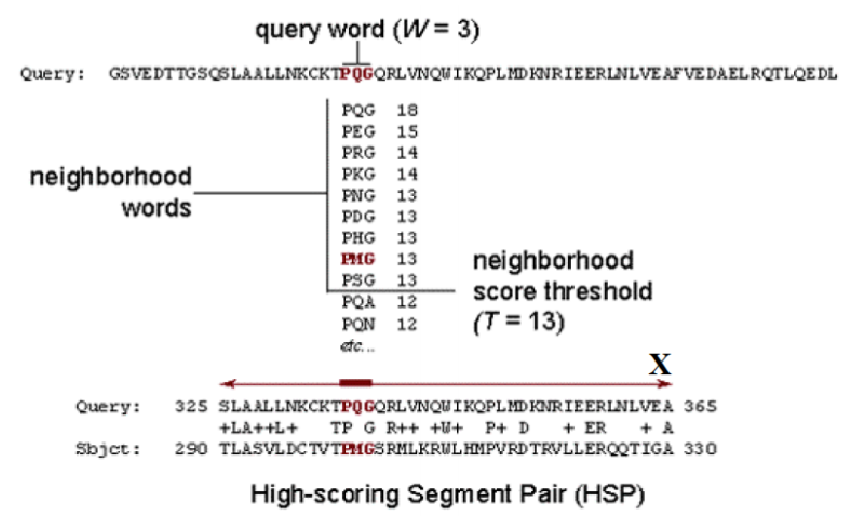 query word (W = 3)
Query: GSVEDTTGSQSLAALLNKCKTPQGQRLVNQWIKQPLMDKNRIEERLNLVEAFVEDAELRQTLQEDL
PQG 18
PEG 15
PRG 14
PKG 14
neighborhood
words
PNG 13
PDG 13
PHG 13
PMG 13
PSG 13
neighborhood
score threshold
(T = 13)
PQA 12
PQN 12
etc...
X
Query: 325 SLAALLNKCKTPQGQRLVNQWIKQPLMDKNRIEERLNLVEA 365
+LA++L+ TP G R++ +W+ P+ D + ER + A
Sbjct: 290 TLASVLDCTVTPMGSRMLKRWLHMPVRDTRVLLERQQTIGA 330
High-scoring Segment Pair (HSP)